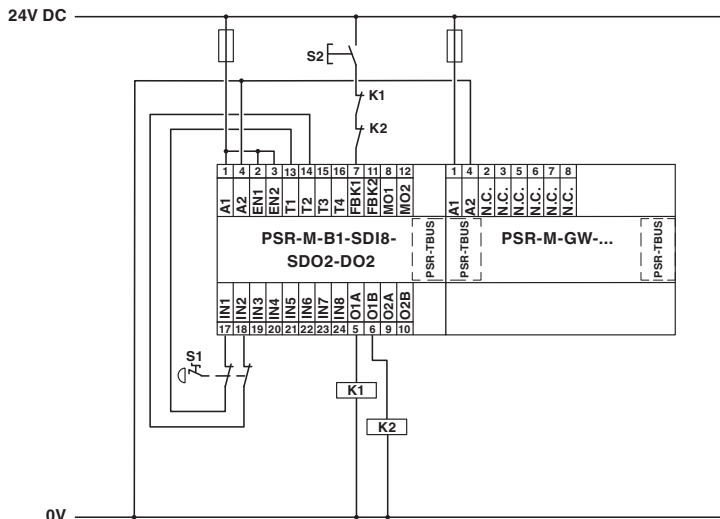 24V DC
S2
K1
K2
1 4 2 3 13 14 15 16 7 11 8 12
A1 A2 EN1 EN2 T1 T2 T3 T4 FBK1 FBK2 MO1 MO2
1 4 2 3 5 6 7 8
A1 A2 N.C. N.C. N.C. N.C. N.C. N.C.
PSR-M-B1-SDI8-
SDO2-DO2
PSR-TBUS
PSR-TBUS
PSR-M-GW-...
PSR-TBUS
IN1 IN2 IN3 IN4 IN5 IN6 IN7 IN8 O1A O1B O2A O2B
17 18 19 20 21 22 23 24 5 6 9 10
S1
K1
K2
0V